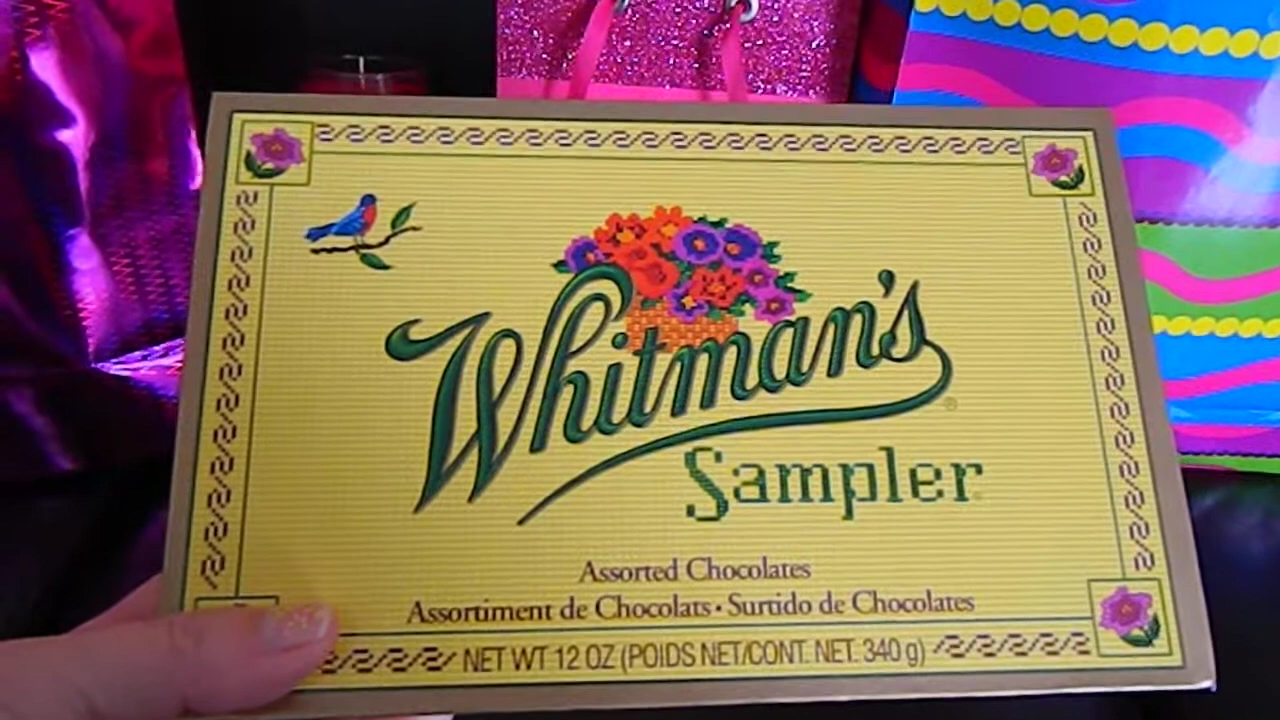 Whitman's
Sampler
Assorted Chocolates
Assortiment de Chocolats • Surtido de Chocolates
NET WT 12 OZ (POIDS NET/CONT. NET. 340 g)